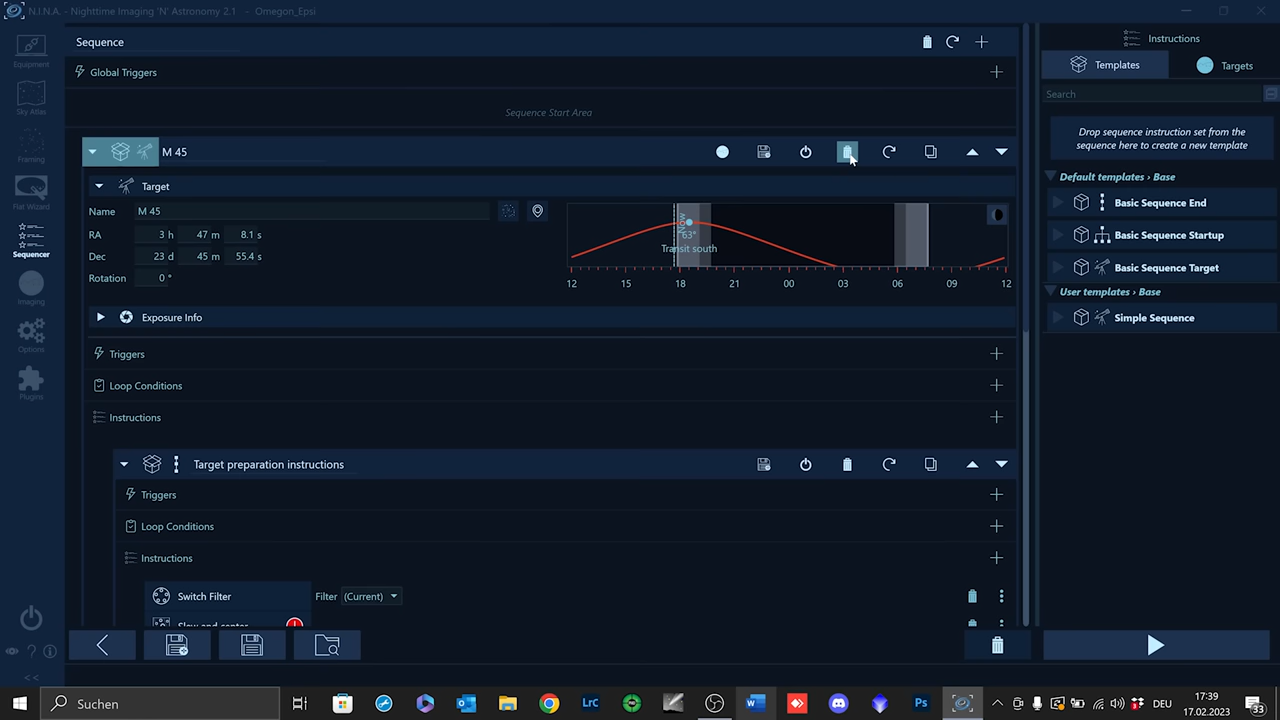 N.I.N.A. - Nighttime Imaging 'N' Astronomy 2.1 - Omegon_Epsi
Equipment
Sky Atlas
Framing
Flat Wizard
Sequencer
Imaging
Options
Plugins
<<
Sequence
Global Triggers
Sequence Start Area
M 45
Target
Name M 45
RA 3 h 47 m 8.1 s
Dec 23 d 45 m 55.4 s
Rotation 0 °
Now
63°
Transit south
12 15 18 21 00 03 06 09 12
Exposure Info
Triggers
Loop Conditions
Instructions
Target preparation instructions
Triggers
Loop Conditions
Instructions
Switch Filter Filter (Current)
Slew and center
Instructions
Templates Targets
Search
Drop sequence instruction set from the
sequence here to create a new template
Default templates › Base
Basic Sequence End
Basic Sequence Startup
Basic Sequence Target
User templates › Base
Simple Sequence
Suchen
LrC
Ps
DEU
17:39
17.02.2023
33